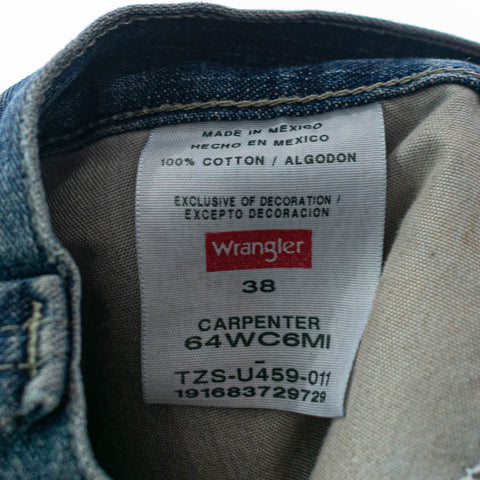 MADE IN MEXICO
HECHO EN MEXICO
100% COTTON / ALGODON
EXCLUSIVE OF DECORATION /
EXCEPTO DECORACION
Wrangler
38
CARPENTER
64WC6MI
-
TZS-U459-011
191683729729